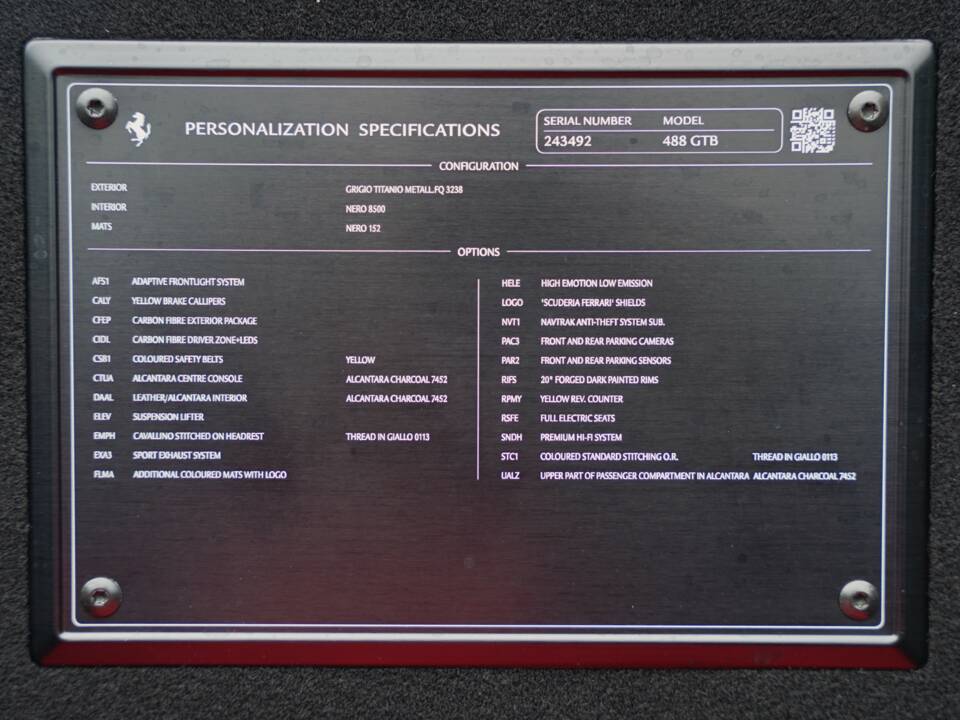 PERSONALIZATION SPECIFICATIONS
SERIAL NUMBER MODEL
243492 488 GTB
CONFIGURATION
EXTERIOR GRIGIO TITANIO METALL.FQ 3238
INTERIOR NERO 8500
MATS NERO 152
OPTIONS
AFS1 ADAPTIVE FRONTLIGHT SYSTEM
CALY YELLOW BRAKE CALLIPERS
CFEP CARBON FIBRE EXTERIOR PACKAGE
CIDL CARBON FIBRE DRIVER ZONE+LEDS
CSB1 COLOURED SAFETY BELTS YELLOW
CTUA ALCANTARA CENTRE CONSOLE ALCANTARA CHARCOAL 7452
DAAL LEATHER/ALCANTARA INTERIOR ALCANTARA CHARCOAL 7452
ELEV SUSPENSION LIFTER
EMPH CAVALLINO STITCHED ON HEADREST THREAD IN GIALLO 0113
EXA3 SPORT EXHAUST SYSTEM
FLMA ADDITIONAL COLOURED MATS WITH LOGO
HELE HIGH EMOTION LOW EMISSION
LOGO 'SCUDERIA FERRARI' SHIELDS
NVT1 NAVTRAK ANTI-THEFT SYSTEM SUB.
PAC3 FRONT AND REAR PARKING CAMERAS
PAR2 FRONT AND REAR PARKING SENSORS
RIFS 20" FORGED DARK PAINTED RIMS
RPMY YELLOW REV. COUNTER
RSFE FULL ELECTRIC SEATS
SNDH PREMIUM HI-FI SYSTEM
STC1 COLOURED STANDARD STITCHING O.R. THREAD IN GIALLO 0113
UALZ UPPER PART OF PASSENGER COMPARTMENT IN ALCANTARA ALCANTARA CHARCOAL 7452